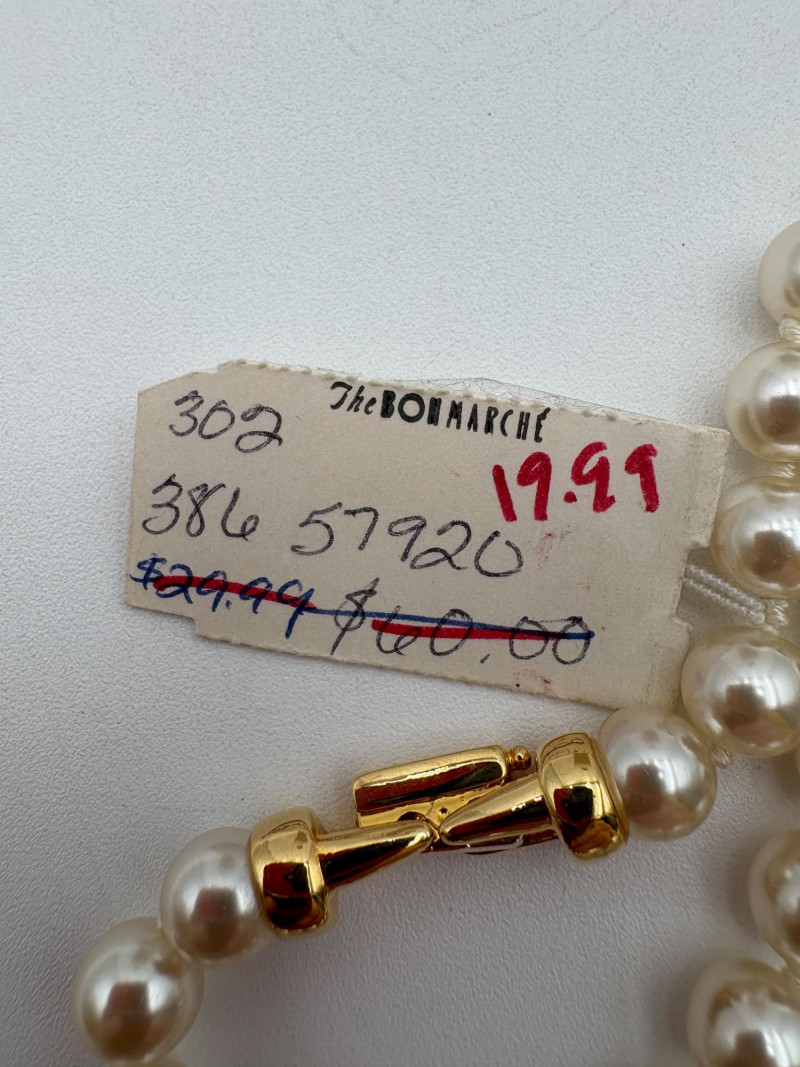 The BON MARCHÉ
302
19.99
386 57920
$29.99 $60.00